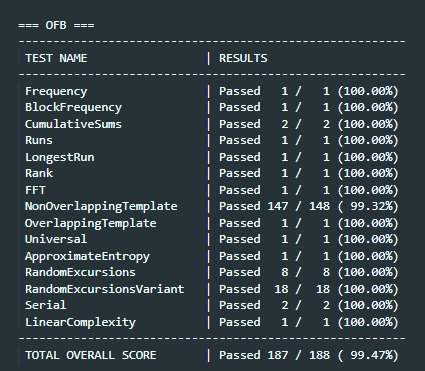 === OFB ===
-------------------------------------------------------
TEST NAME | RESULTS
-------------------------------------------------------
Frequency | Passed 1 / 1 (100.00%)
BlockFrequency | Passed 1 / 1 (100.00%)
CumulativeSums | Passed 2 / 2 (100.00%)
Runs | Passed 1 / 1 (100.00%)
LongestRun | Passed 1 / 1 (100.00%)
Rank | Passed 1 / 1 (100.00%)
FFT | Passed 1 / 1 (100.00%)
NonOverlappingTemplate | Passed 147 / 148 ( 99.32%)
OverlappingTemplate | Passed 1 / 1 (100.00%)
Universal | Passed 1 / 1 (100.00%)
ApproximateEntropy | Passed 1 / 1 (100.00%)
RandomExcursions | Passed 8 / 8 (100.00%)
RandomExcursionsVariant | Passed 18 / 18 (100.00%)
Serial | Passed 2 / 2 (100.00%)
LinearComplexity | Passed 1 / 1 (100.00%)
-------------------------------------------------------
TOTAL OVERALL SCORE | Passed 187 / 188 ( 99.47%)